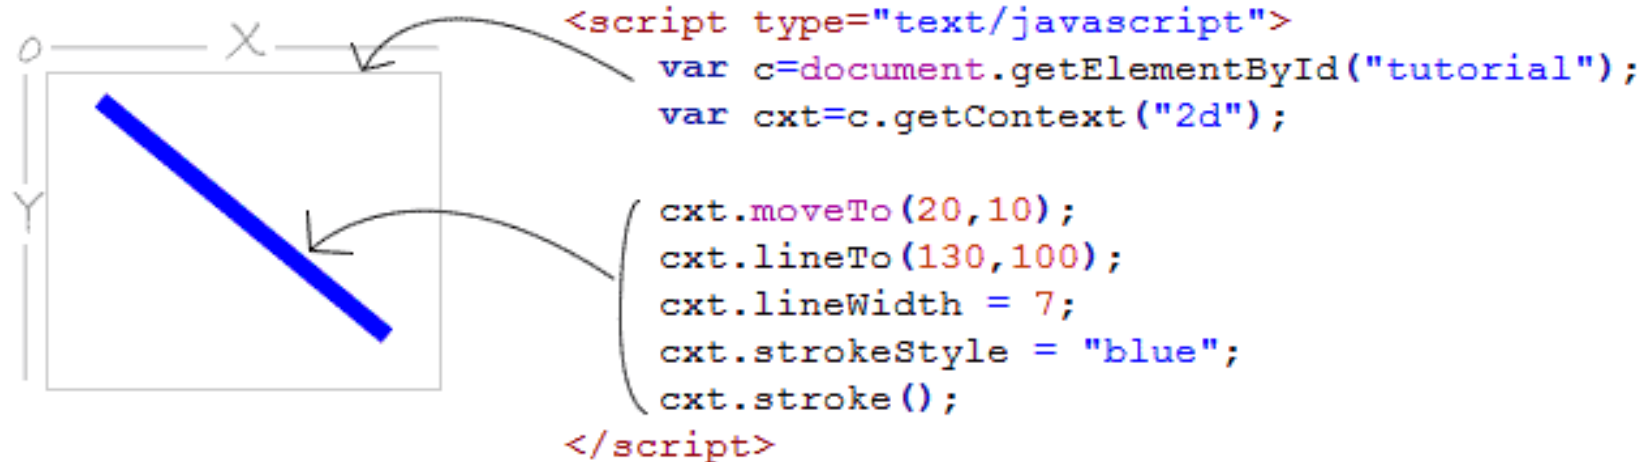 0 X
Y
<script type="text/javascript">
var c=document.getElementById("tutorial");
var cxt=c.getContext("2d");
cxt.moveTo(20,10);
cxt.lineTo(130,100);
cxt.lineWidth = 7;
cxt.strokeStyle = "blue";
cxt.stroke();
</script>